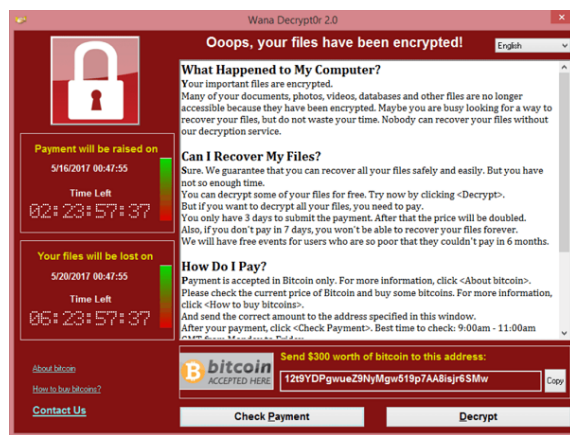 Wana Decrypt0r 2.0
Ooops, your files have been encrypted!
English
What Happened to My Computer?
Your important files are encrypted.
Many of your documents, photos, videos, databases and other files are no longer
accessible because they have been encrypted. Maybe you are busy looking for a way to
recover your files, but do not waste your time. Nobody can recover your files without
our decryption service.
Can I Recover My Files?
Sure. We guarantee that you can recover all your files safely and easily. But you have
not so enough time.
You can decrypt some of your files for free. Try now by clicking <Decrypt>.
But if you want to decrypt all your files, you need to pay.
You only have 3 days to submit the payment. After that the price will be doubled.
Also, if you don't pay in 7 days, you won't be able to recover your files forever.
We will have free events for users who are so poor that they couldn't pay in 6 months.
How Do I Pay?
Payment is accepted in Bitcoin only. For more information, click <About bitcoin>.
Please check the current price of Bitcoin and buy some bitcoins. For more information,
click <How to buy bitcoins>.
And send the correct amount to the address specified in this window.
After your payment, click <Check Payment>. Best time to check: 9:00am - 11:00am
GMT from Monday to Friday
Payment will be raised on
5/16/2017 00:47:55
Time Left
02:23:57:37
Your files will be lost on
5/20/2017 00:47:55
Time Left
06:23:57:37
About bitcoin
How to buy bitcoins?
Contact Us
bitcoin
ACCEPTED HERE
Send $300 worth of bitcoin to this address:
12t9YDPgwueZ9NyMgw519p7AA8isjr6SMw
Copy
Check Payment
Decrypt